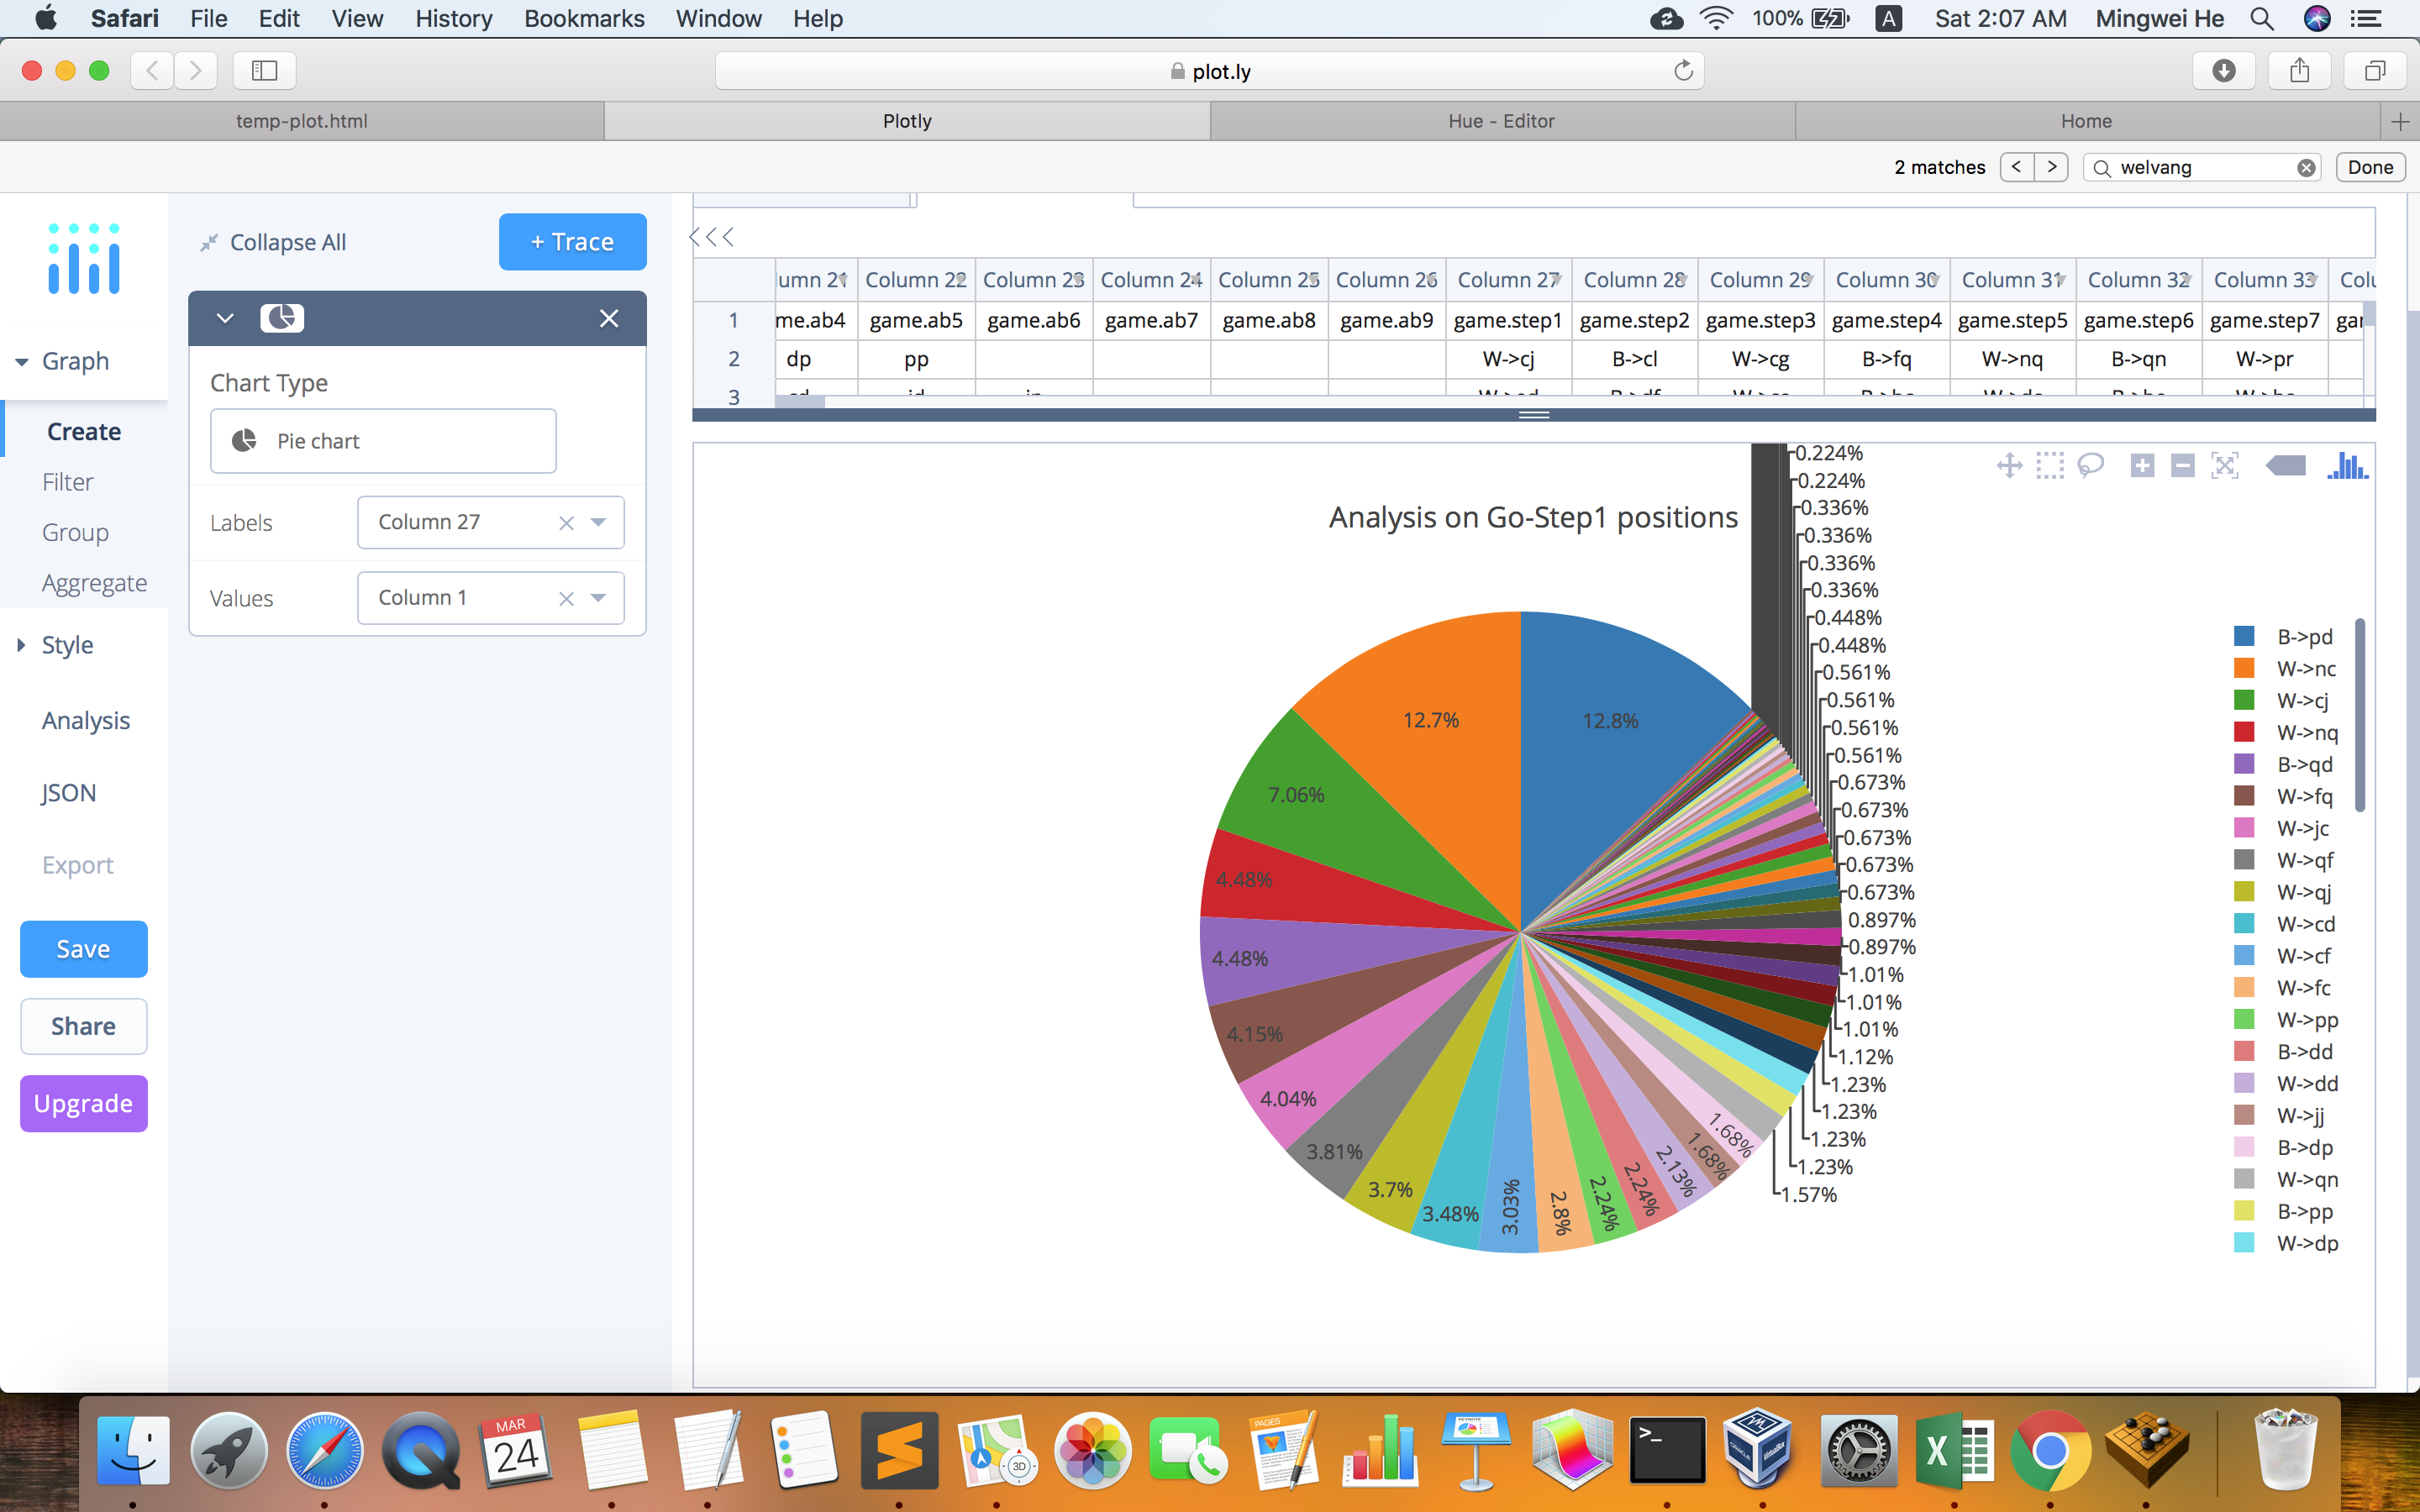 Safari File Edit View History Bookmarks Window Help 100% A Sat 2:07 AM Mingwei He
plot.ly
temp-plot.html Plotly Hue - Editor Home
2 matches < > welvang Done
Collapse All + Trace
Graph
Create
Filter
Group
Aggregate
Style
Analysis
JSON
Export
Save
Share
Upgrade
Chart Type
Pie chart
Labels Column 27
Values Column 1
umn 21 Column 22 Column 23 Column 24 Column 25 Column 26 Column 27 Column 28 Column 29 Column 30 Column 31 Column 32 Column 33 Colu
1 me.ab4 game.ab5 game.ab6 game.ab7 game.ab8 game.ab9 game.step1 game.step2 game.step3 game.step4 game.step5 game.step6 game.step7 gar
2 dp pp W->cj B->cl W->cg B->fq W->nq B->qn W->pr
3
Analysis on Go-Step1 positions
12.8%
12.7%
7.06%
4.48%
4.48%
4.15%
4.04%
3.81%
3.7%
3.48%
3.03%
2.8%
2.24%
2.24%
2.13%
1.68%
1.68%
0.224%
0.224%
0.336%
0.336%
0.336%
0.336%
0.448%
0.448%
0.561%
0.561%
0.561%
0.561%
0.673%
0.673%
0.673%
0.673%
0.673%
0.897%
0.897%
1.01%
1.01%
1.01%
1.12%
1.23%
1.23%
1.23%
1.23%
1.57%
B->pd
W->nc
W->cj
W->nq
B->qd
W->fq
W->jc
W->qf
W->qj
W->cd
W->cf
W->fc
W->pp
B->dd
W->dd
W->jj
B->dp
W->qn
B->pp
W->dp
MAR
24
3D
PAGES
KEYNOTE
>_
X